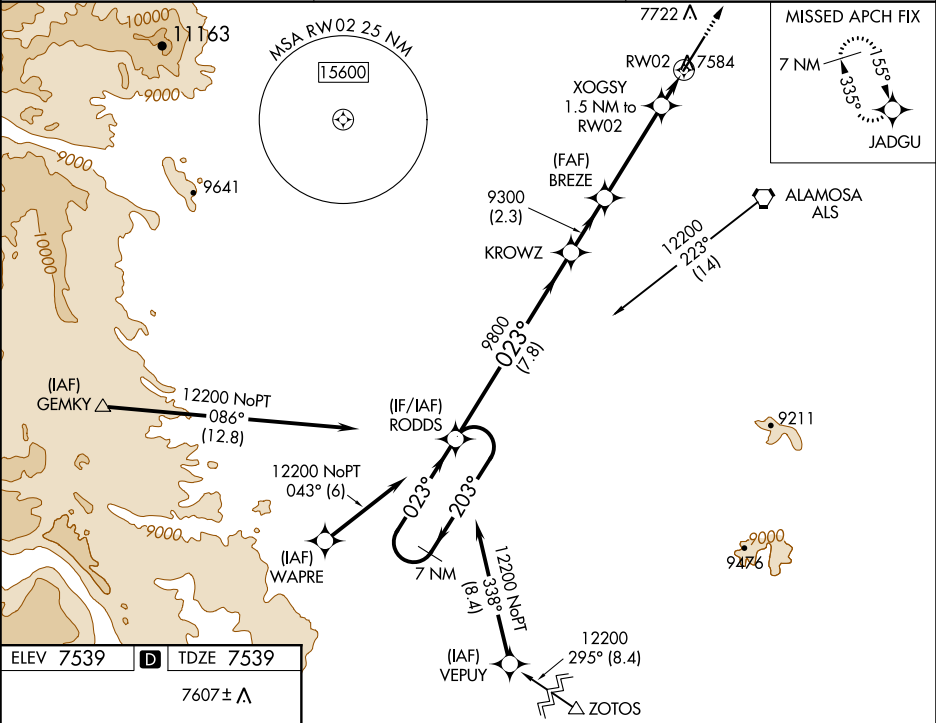 10000
11163
9000
9000
10000
9641
MSA RW02 25 NM
15600
7722
RW02
7584
XOGSY
1.5 NM to
RW02
(FAF)
BREZE
9300
(2.3)
KROWZ
MISSED APCH FIX
7 NM
155°
335°
JADGU
ALAMOSA
ALS
12200
223°
(14)
9800
023°
(7.8)
(IAF)
GEMKY
12200 NoPT
086°
(12.8)
(IF/IAF)
RODDS
9211
12200 NoPT
043° (6)
023°
203°
(IAF)
WAPRE
7 NM
9000
12200 NoPT
338°
(8.4)
9000
9476
12200
295° (8.4)
(IAF)
VEPUY
ZOTOS
ELEV 7539
D
TDZE 7539
7607±